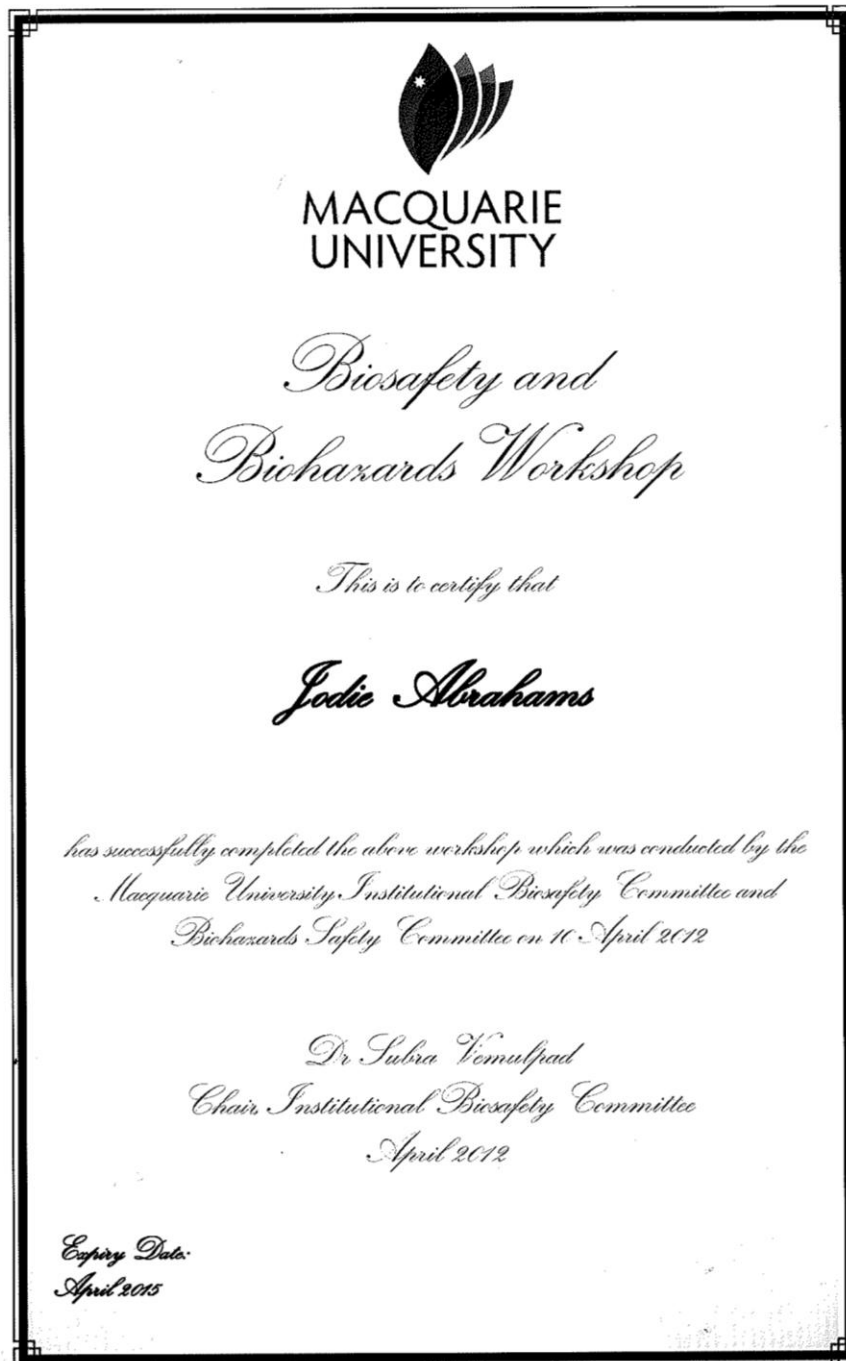 MACQUARIE
UNIVERSITY
Biosafety and
Biohazards Workshop
This is to certify that
Jodie Abrahams
has successfully completed the above workshop which was conducted by the
Macquarie University Institutional Biosafety Committee and
Biohazards Safety Committee on 10 April 2012
Dr Subra Vemulpad
Chair, Institutional Biosafety Committee
April 2012
Expiry Date:
April 2015